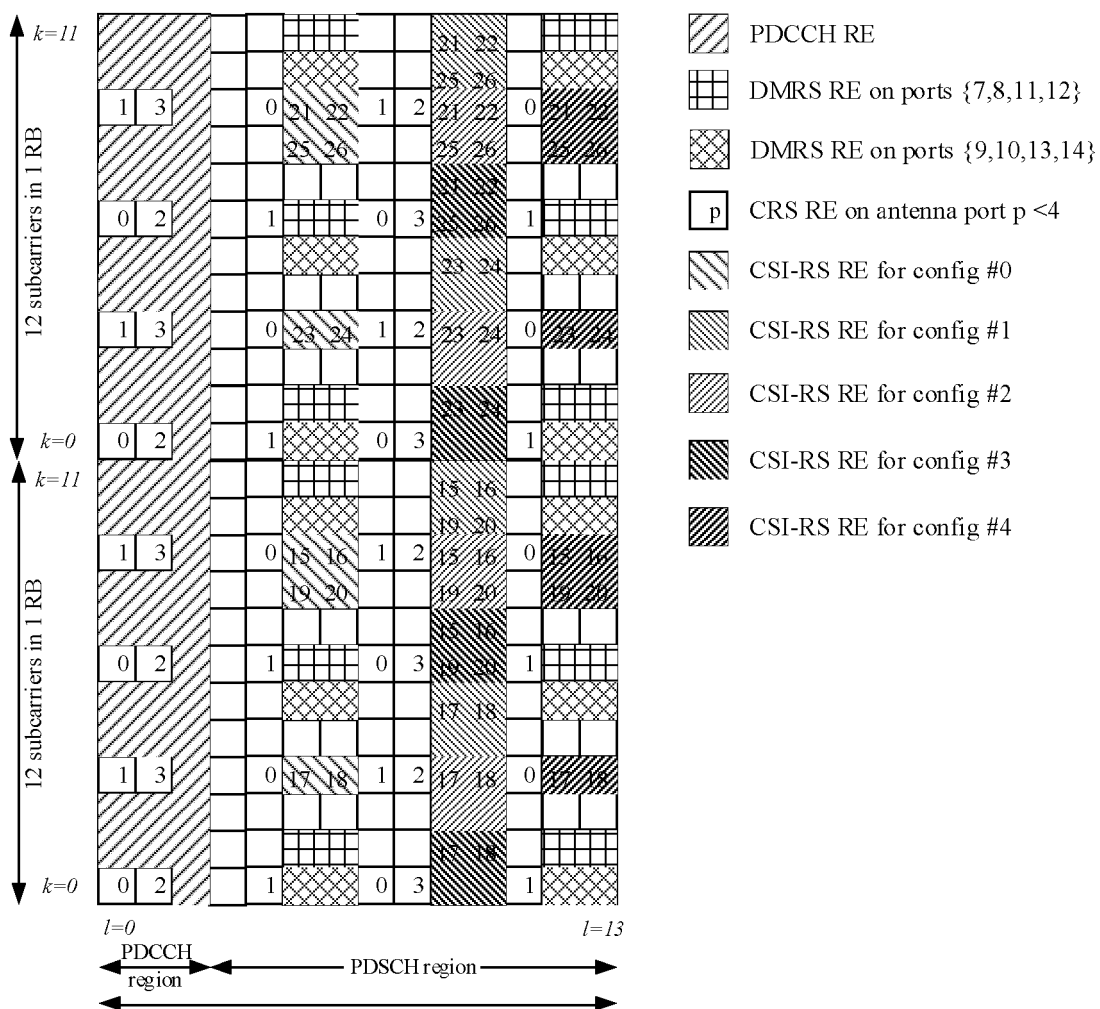 k=11 21 22
25 26
1 3 0 21 22 1 2 21 22 0 21 22
25 26 25 26 25 26
21 22
0 2 1 0 3 25 26 1
23 24
1 3 0 23 24 1 2 23 24 0 23 24
23 24
k=0 0 2 1 0 3 1
12 subcarriers in 1 RB
k=11 15 16
19 20
1 3 0 15 16 1 2 15 16 0 15 16
19 20 19 20 19 20
15 16
0 2 1 0 3 19 20 1
17 18
1 3 0 17 18 1 2 17 18 0 17 18
17 18
k=0 0 2 1 0 3 1
12 subcarriers in 1 RB
l=0 l=13
PDCCH
region
PDSCH region
PDCCH RE
DMRS RE on ports {7,8,11,12}
DMRS RE on ports {9,10,13,14}
p CRS RE on antenna port p <4
CSI-RS RE for config #0
CSI-RS RE for config #1
CSI-RS RE for config #2
CSI-RS RE for config #3
CSI-RS RE for config #4